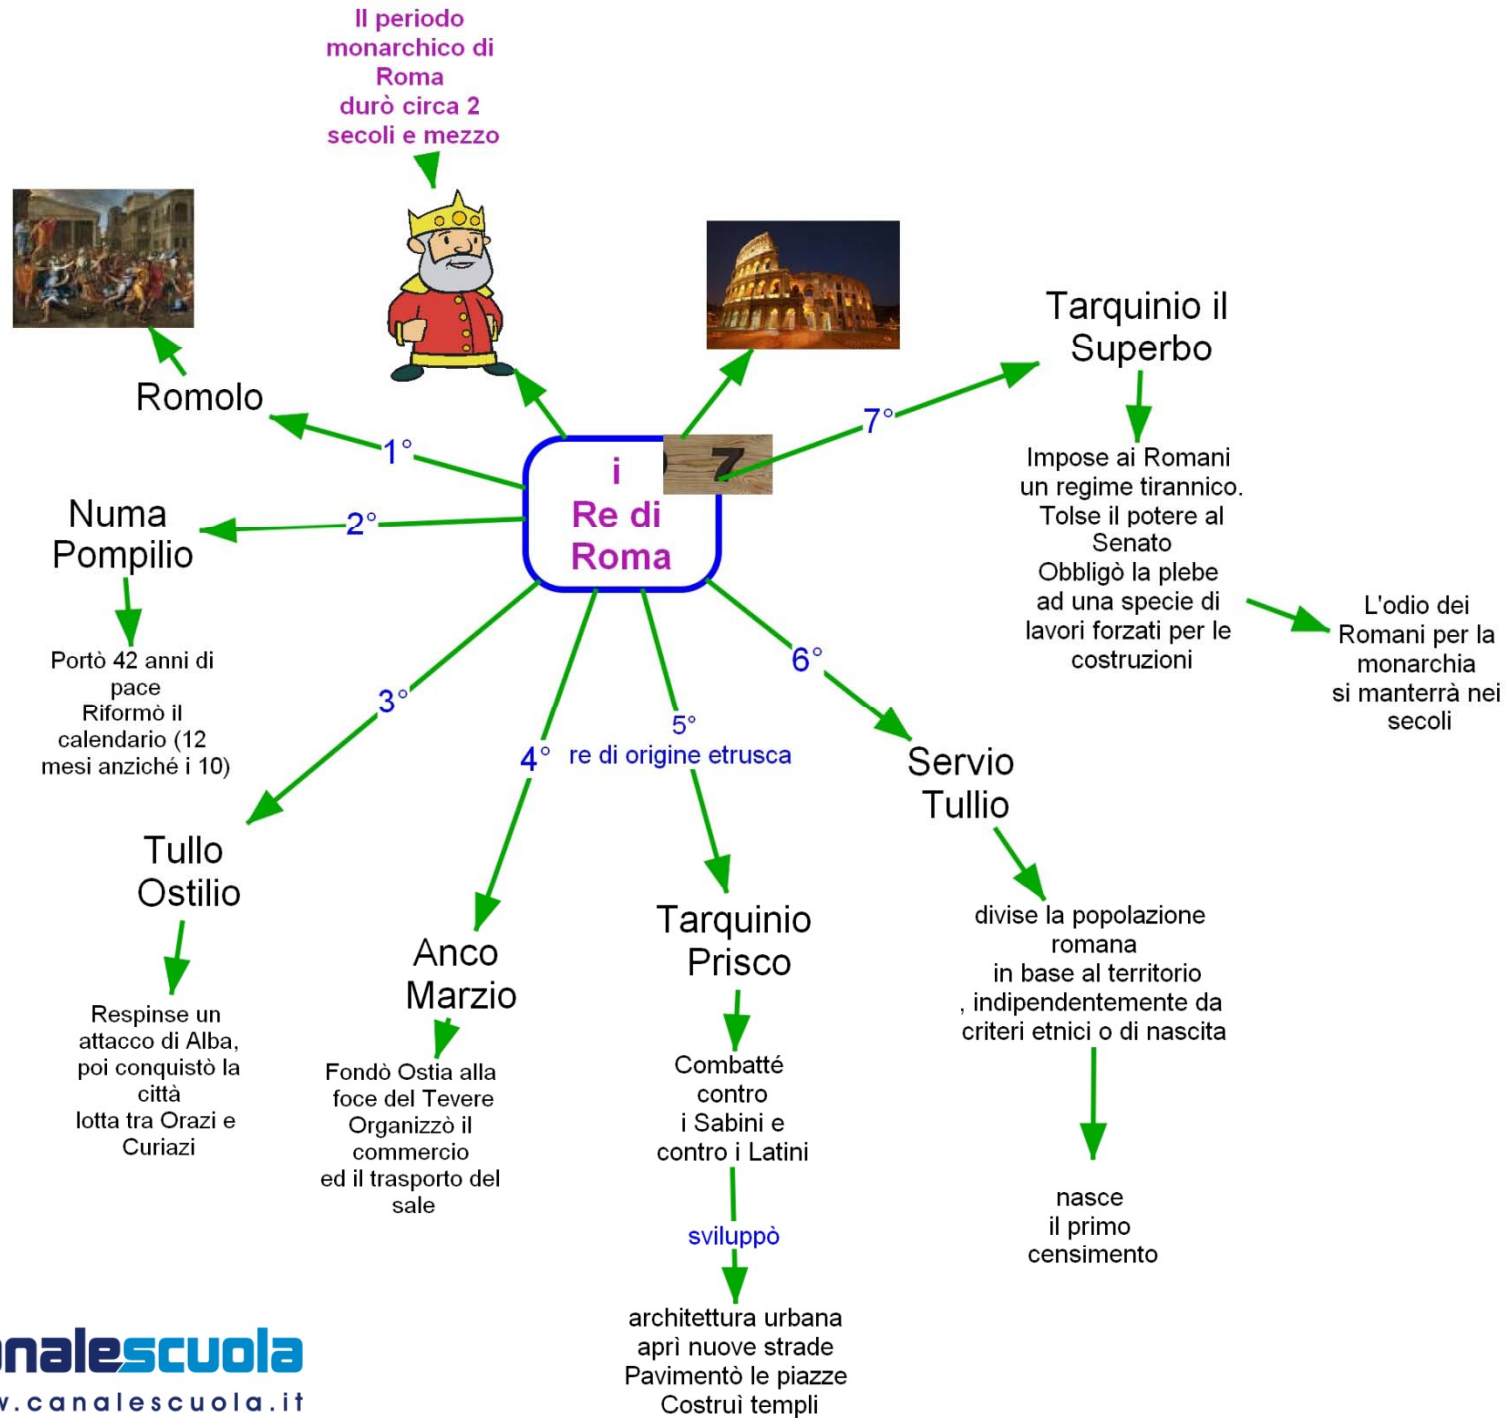 Il periodo
monarchico di
Roma
durò circa 2
secoli e mezzo
i
Re di
Roma
7
1°
Romolo
2°
Numa
Pompilio
Portò 42 anni di
pace
Riformò il
calendario (12
mesi anziché i 10)
3°
Tullo
Ostilio
Respinse un
attacco di Alba,
poi conquistò la
città
lotta tra Orazi e
Curiazi
4°
Anco
Marzio
Fondò Ostia alla
foce del Tevere
Organizzò il
commercio
ed il trasporto del
sale
5°
re di origine etrusca
Tarquinio
Prisco
Combatté
contro
i Sabini e
contro i Latini
sviluppò
architettura urbana
aprì nuove strade
Pavimentò le piazze
Costruì templi
6°
Servio
Tullio
divise la popolazione
romana
in base al territorio
, indipendentemente da
criteri etnici o di nascita
nasce
il primo
censimento
7°
Tarquinio il
Superbo
Impose ai Romani
un regime tirannico.
Tolse il potere al
Senato
Obbligò la plebe
ad una specie di
lavori forzati per le
costruzioni
L'odio dei
Romani per la
monarchia
si manterrà nei
secoli
nalescuola
w.canalescuola.it